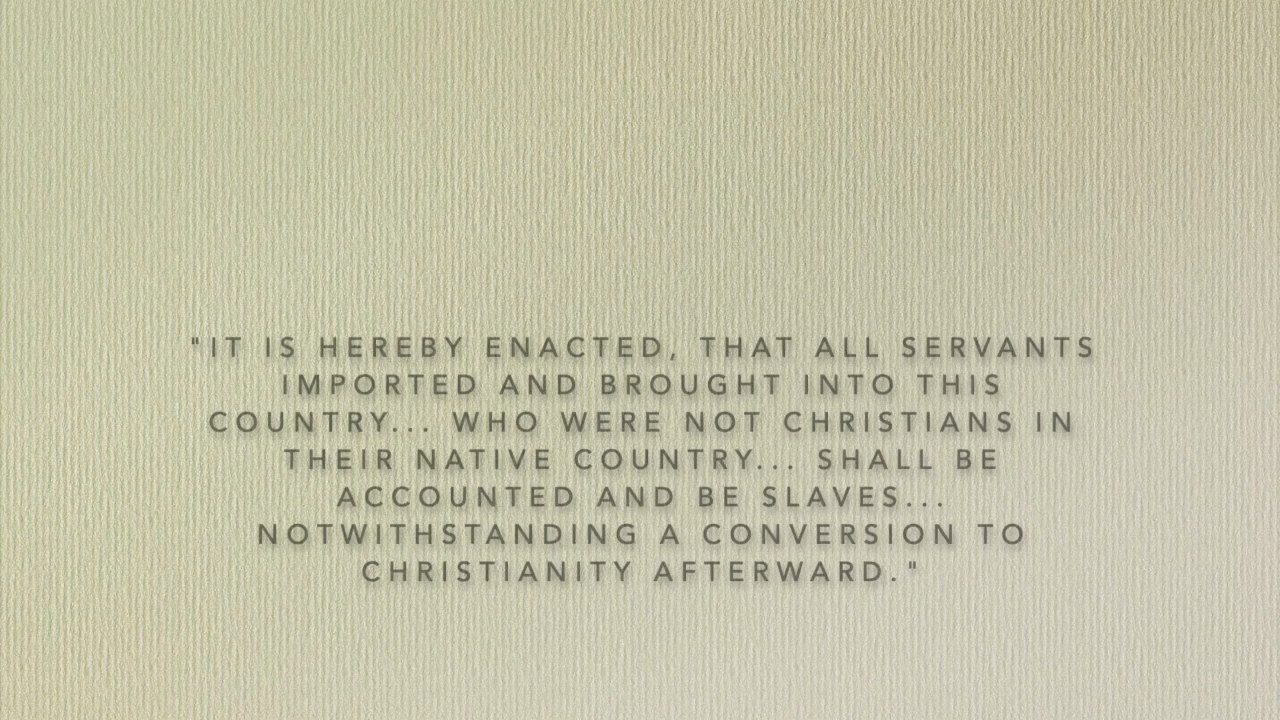 "IT IS HEREBY ENACTED, THAT ALL SERVANTS
IMPORTED AND BROUGHT INTO THIS
COUNTRY... WHO WERE NOT CHRISTIANS IN
THEIR NATIVE COUNTRY... SHALL BE
ACCOUNTED AND BE SLAVES...
NOTWITHSTANDING A CONVERSION TO
CHRISTIANITY AFTERWARD."